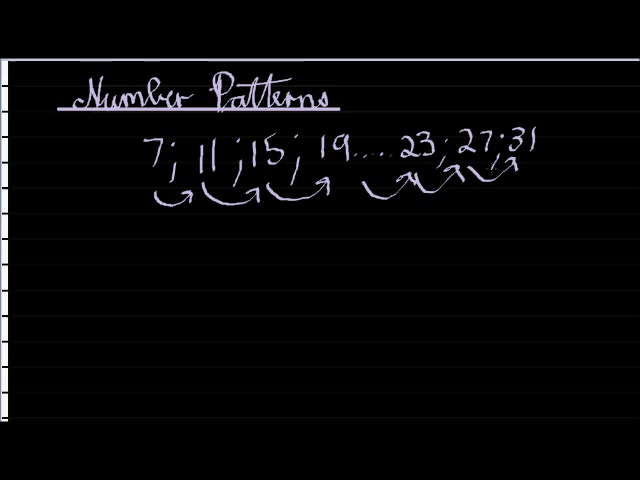 Number Patterns
7; 11; 15; 19.....23; 27; 31